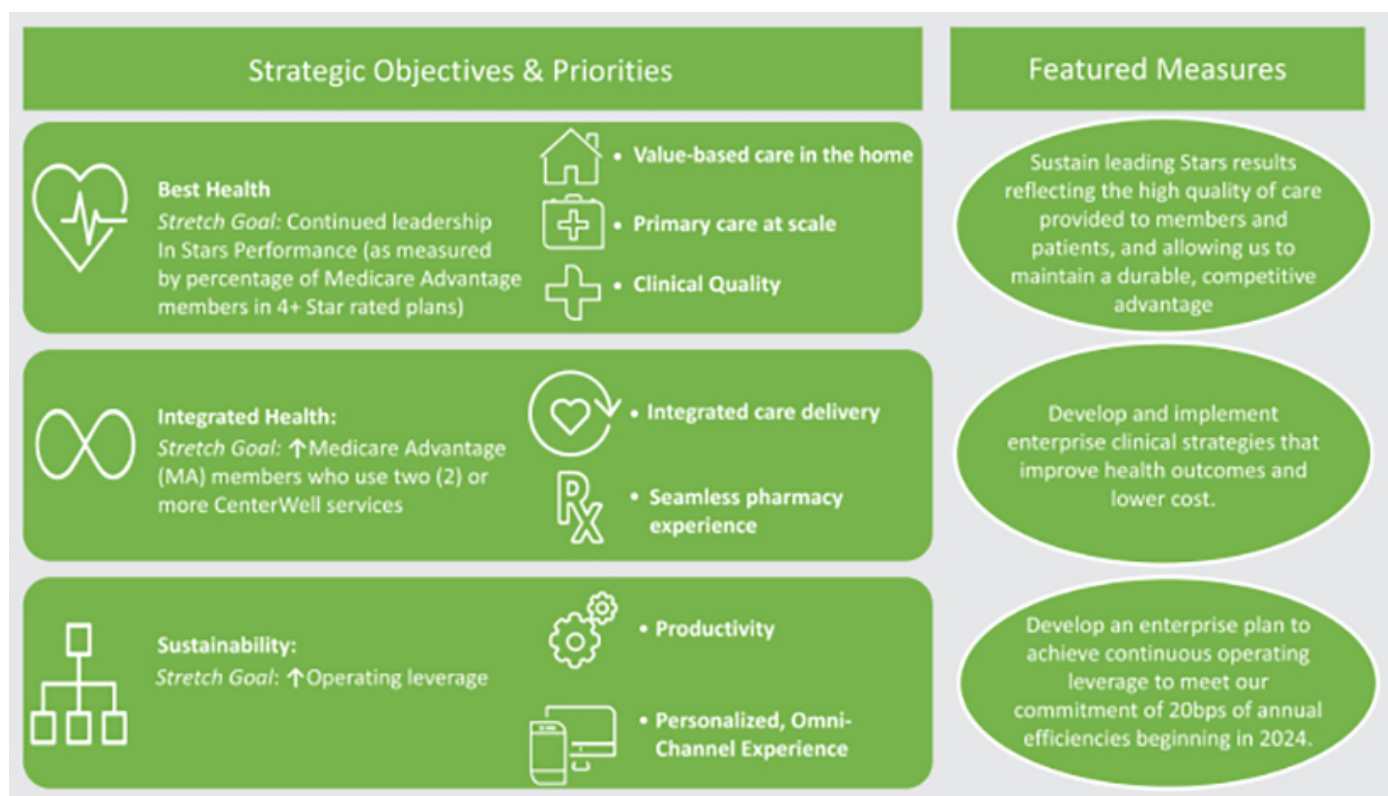 Strategic Objectives & Priorities
Featured Measures
Best Health
Stretch Goal: Continued leadership
In Stars Performance (as measured
by percentage of Medicare Advantage
members in 4+ Star rated plans)
• Value-based care in the home
• Primary care at scale
• Clinical Quality
Sustain leading Stars results
reflecting the high quality of care
provided to members and
patients, and allowing us to
maintain a durable, competitive
advantage
Integrated Health:
Stretch Goal: ↑Medicare Advantage
(MA) members who use two (2) or
more CenterWell services
• Integrated care delivery
Rx
• Seamless pharmacy
experience
Develop and implement
enterprise clinical strategies that
improve health outcomes and
lower cost.
Sustainability:
Stretch Goal: ↑Operating leverage
• Productivity
• Personalized, Omni-
Channel Experience
Develop an enterprise plan to
achieve continuous operating
leverage to meet our
commitment of 20bps of annual
efficiencies beginning in 2024.